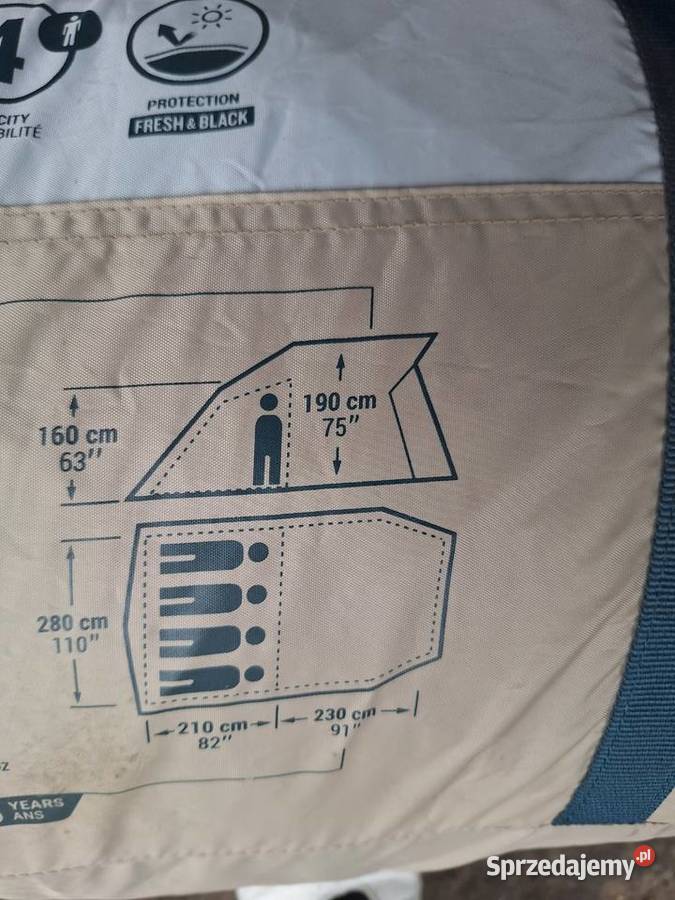 4
CITY
BILITÉ
PROTECTION
FRESH & BLACK
190 cm
75"
160 cm
63"
280 cm
110"
210 cm
82"
230 cm
91"
YEARS
ANS
Sprzedajemy.pl